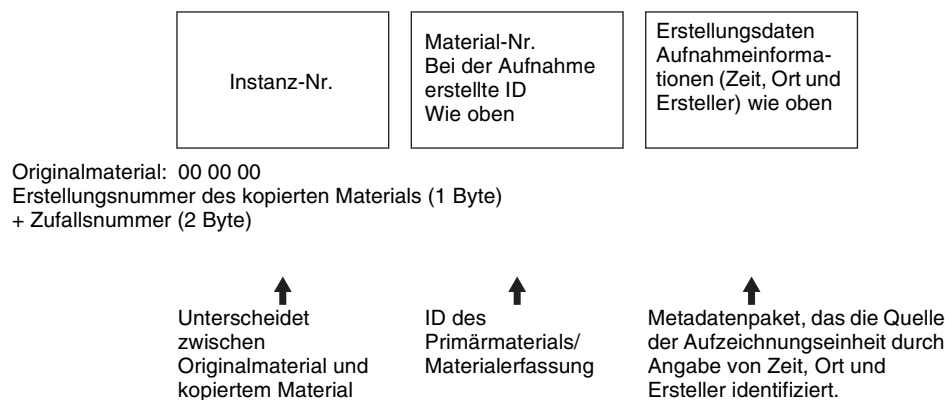 Instanz-Nr.
Material-Nr.
Bei der Aufnahme
erstellte ID
Wie oben
Erstellungsdaten
Aufnahmeinforma-
tionen (Zeit, Ort und
Ersteller) wie oben
Originalmaterial: 00 00 00
Erstellungsnummer des kopierten Materials (1 Byte)
+ Zufallsnummer (2 Byte)
Unterscheidet
zwischen
Originalmaterial und
kopiertem Material
ID des
Primärmaterials/
Materialerfassung
Metadatenpaket, das die Quelle
der Aufzeichnungseinheit durch
Angabe von Zeit, Ort und
Ersteller identifiziert.